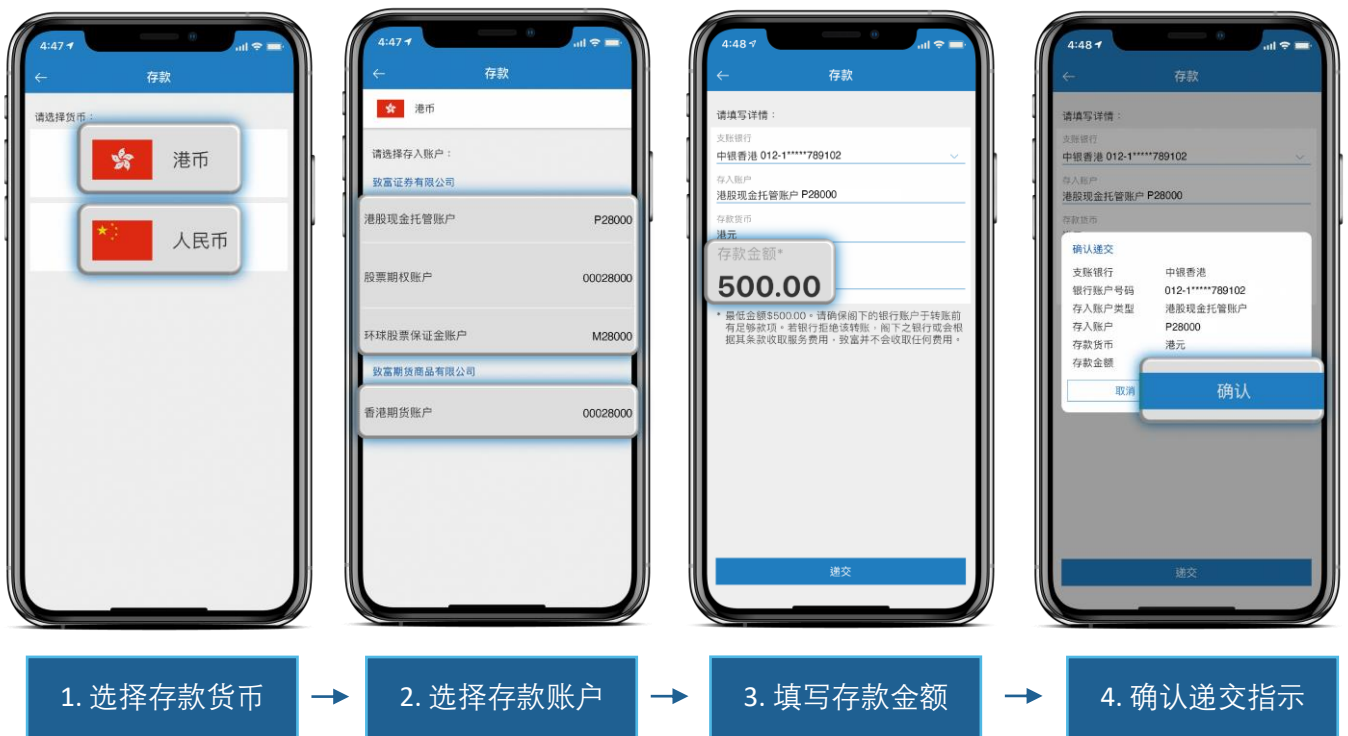 4:47
存款
请选择货币：
港币
人民币
4:47
存款
港币
请选择存入账户：
致富证券有限公司
港股现金托管账户 P28000
股票期权账户 00028000
环球股票保证金账户 M28000
致富期货商品有限公司
香港期货账户 00028000
4:48
存款
请填写详情：
支账银行
中银香港 012-1*****789102
存入账户
港股现金托管账户 P28000
存款货币
港元
存款金额*
500.00
* 最低金额$500.00。请确保阁下的银行账户于转账前
有足够款项。若银行拒绝该转账，阁下之银行或会根
据其条款收取服务费用，致富并不会收取任何费用。
递交
4:48
存款
请填写详情：
支账银行
中银香港 012-1*****789102
存入账户
港股现金托管账户 P28000
存款货币
确认递交
支账银行 中银香港
银行账户号码 012-1*****789102
存入账户类型 港股现金托管账户
存入账户 P28000
存款货币 港元
存款金额
取消 确认
递交
1. 选择存款货币
2. 选择存款账户
3. 填写存款金额
4. 确认递交指示